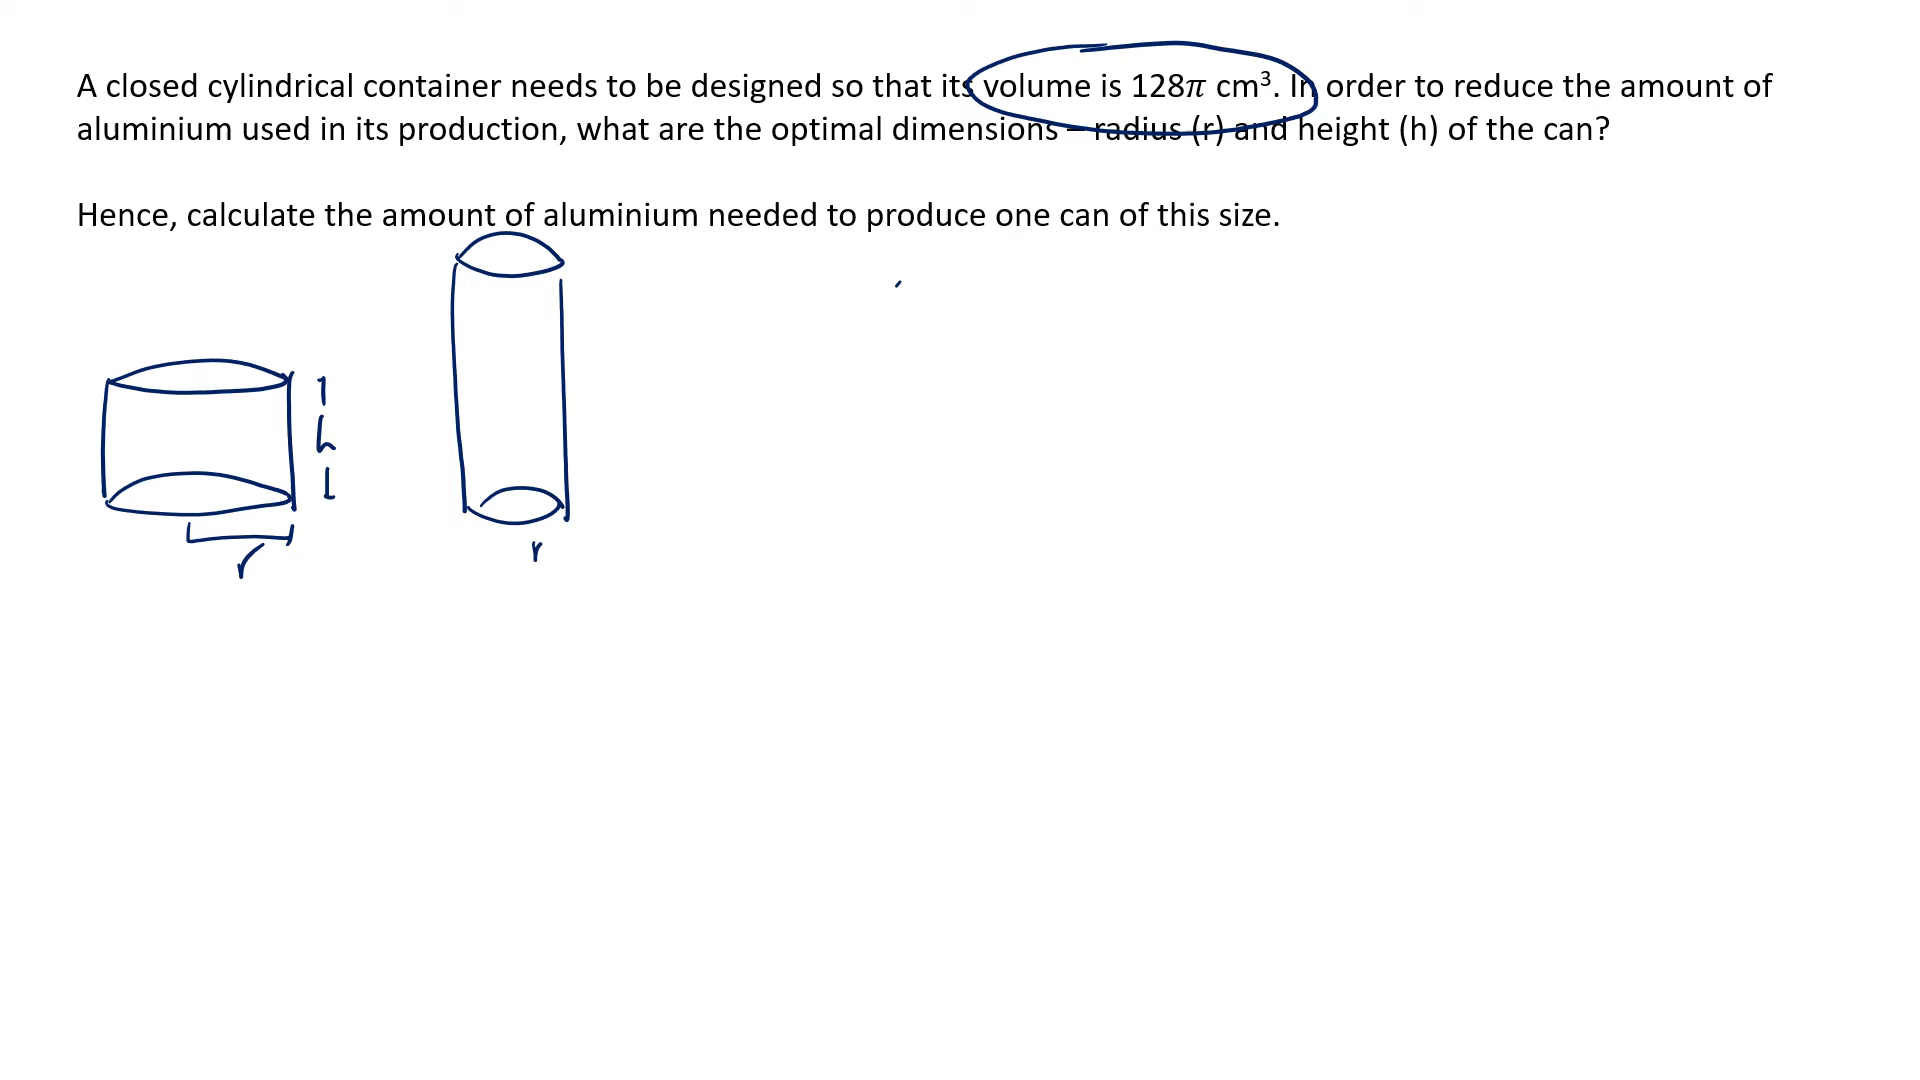 A closed cylindrical container needs to be designed so that its volume is 128π cm³. In order to reduce the amount of
aluminium used in its production, what are the optimal dimensions – radius (r) and height (h) of the can?
Hence, calculate the amount of aluminium needed to produce one can of this size.
h
r
r